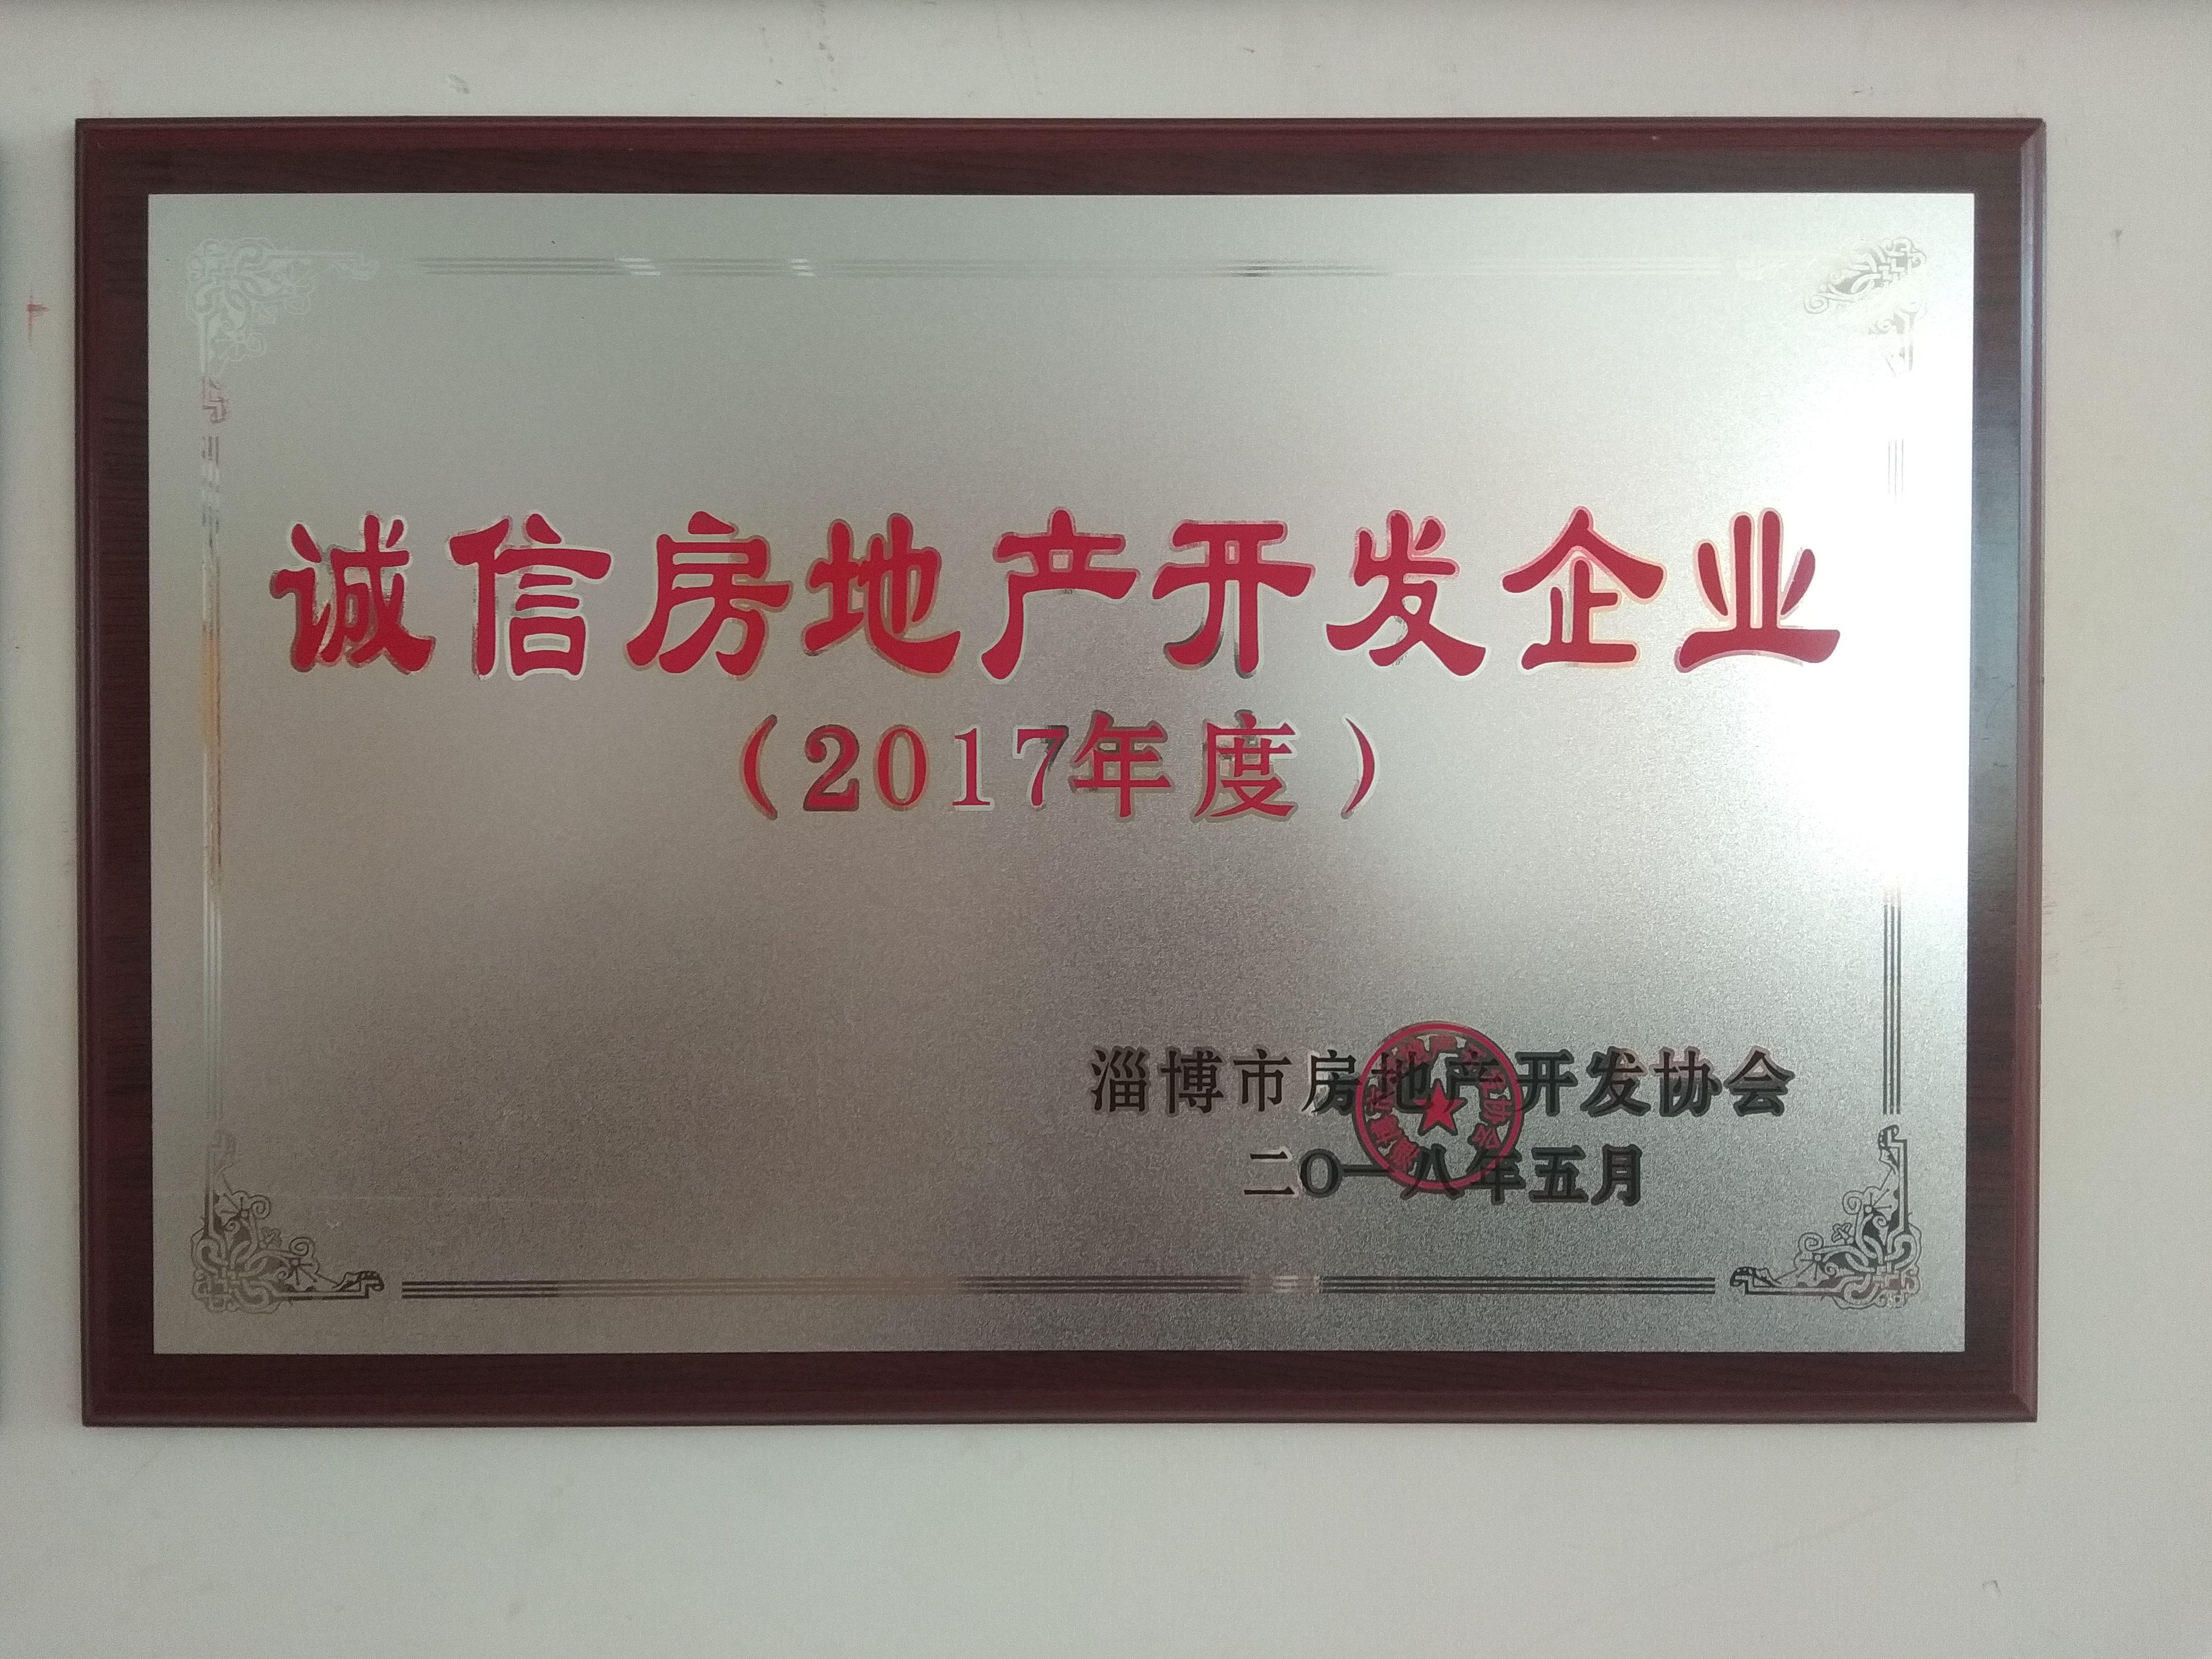 诚信房地产开发企业
（2017年度）
淄博市房地产开发协会
二〇一八年五月